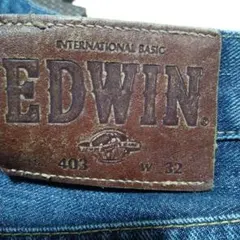 INTERNATIONAL BASIC
EDWIN®
403 W 32